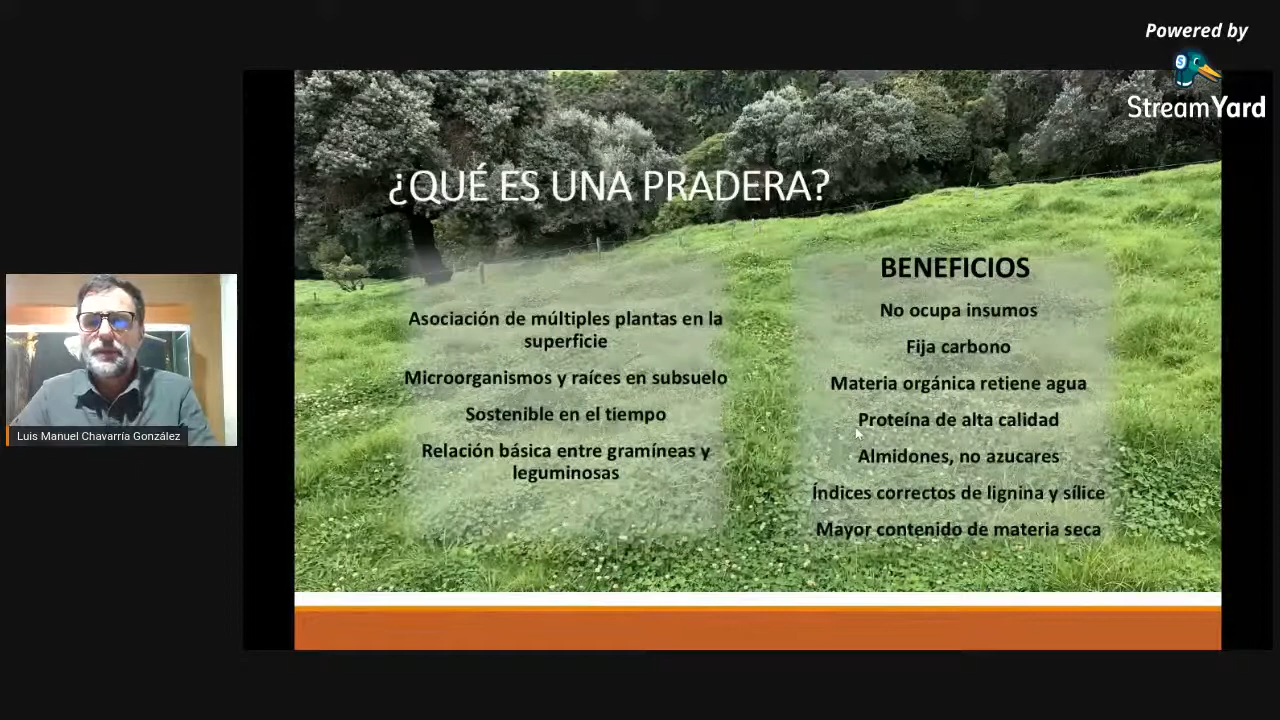 Powered by
StreamYard
¿QUÉ ES UNA PRADERA?
Asociación de múltiples plantas en la
superficie
Microorganismos y raíces en subsuelo
Sostenible en el tiempo
Relación básica entre gramíneas y
leguminosas
BENEFICIOS
No ocupa insumos
Fija carbono
Materia orgánica retiene agua
Proteína de alta calidad
Almidones, no azucares
Índices correctos de lignina y sílice
Mayor contenido de materia seca
Luis Manuel Chavarría González